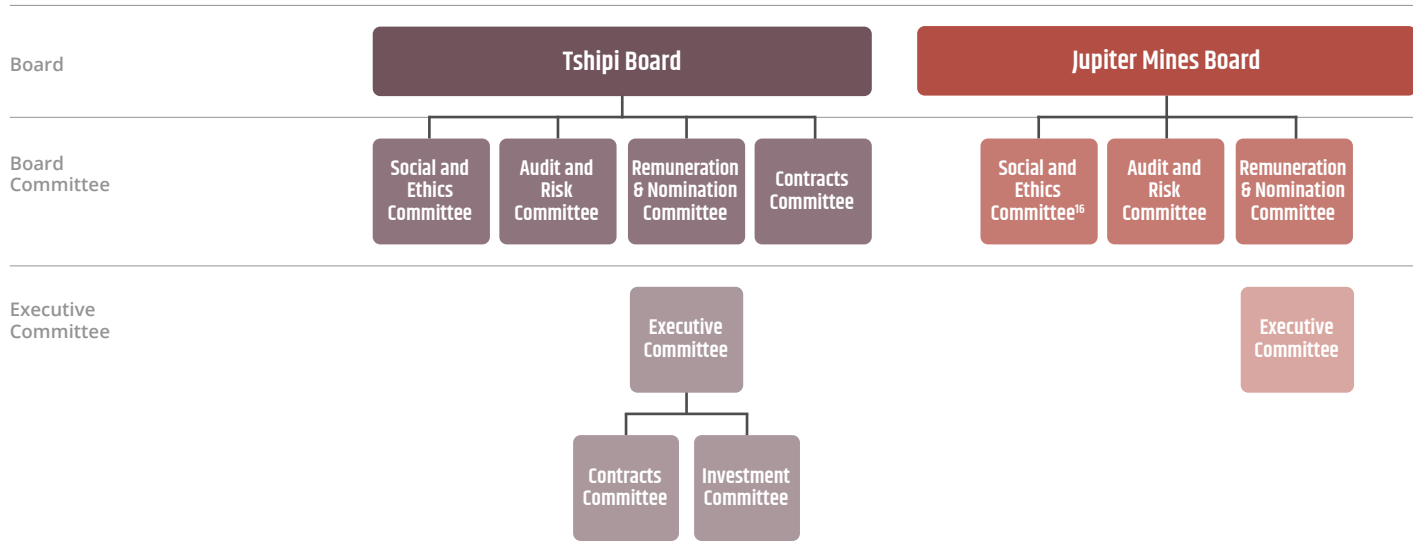 Board
Tshipi Board
Jupiter Mines Board
Board
Committee
Social and
Ethics
Committee
Audit and
Risk
Committee
Remuneration
& Nomination
Committee
Contracts
Committee
Social and
Ethics
Committee¹⁶
Audit and
Risk
Committee
Remuneration
& Nomination
Committee
Executive
Committee
Executive
Committee
Executive
Committee
Contracts
Committee
Investment
Committee